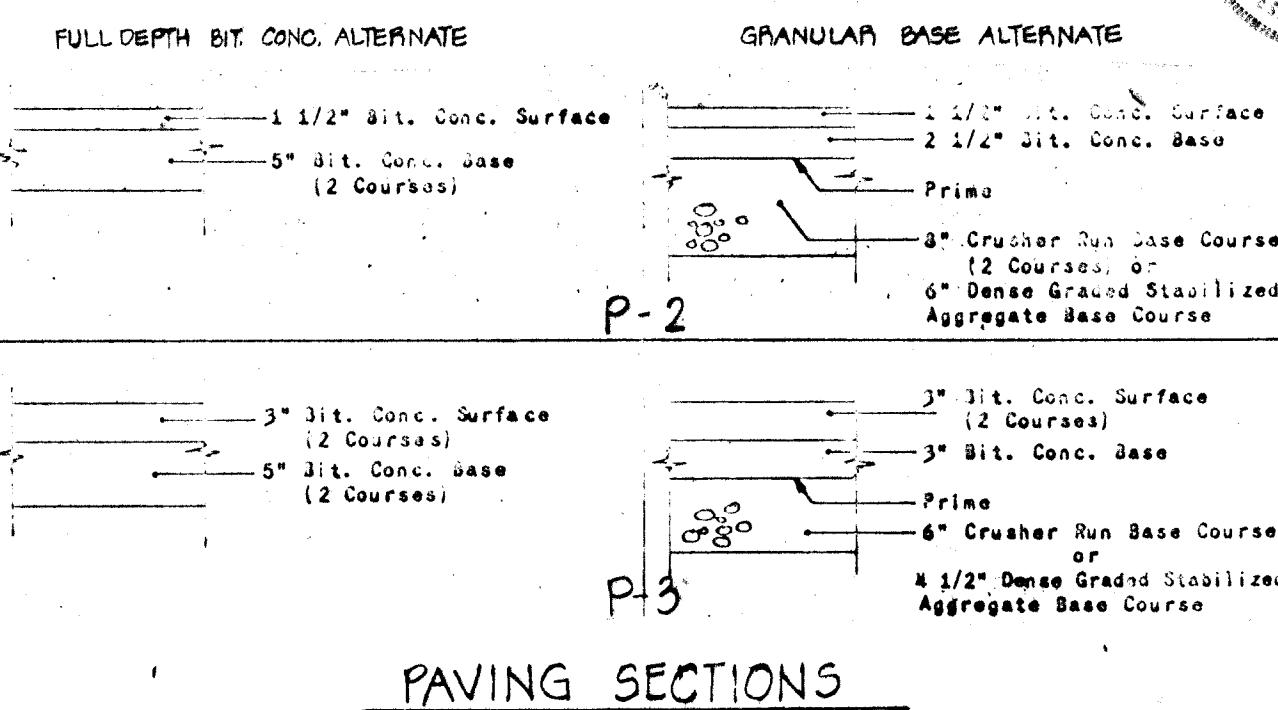 FULL DEPTH BIT. CONC. ALTERNATE
GRANULAR BASE ALTERNATE
1 1/2" Bit. Conc. Surface
5" Bit. Conc. Base
(2 Courses)
1 1/2" Bit. Conc. Surface
2 1/2" Bit. Conc. Base
Prime
8" Crusher Run Base Course
(2 Courses) or
6" Dense Graded Stabilized
Aggregate Base Course
P-2
3" Bit. Conc. Surface
(2 Courses)
5" Bit. Conc. Base
(2 Courses)
3" Bit. Conc. Surface
(2 Courses)
3" Bit. Conc. Base
Prime
6" Crusher Run Base Course
or
4 1/2" Dense Graded Stabilized
Aggregate Base Course
P-3
PAVING SECTIONS